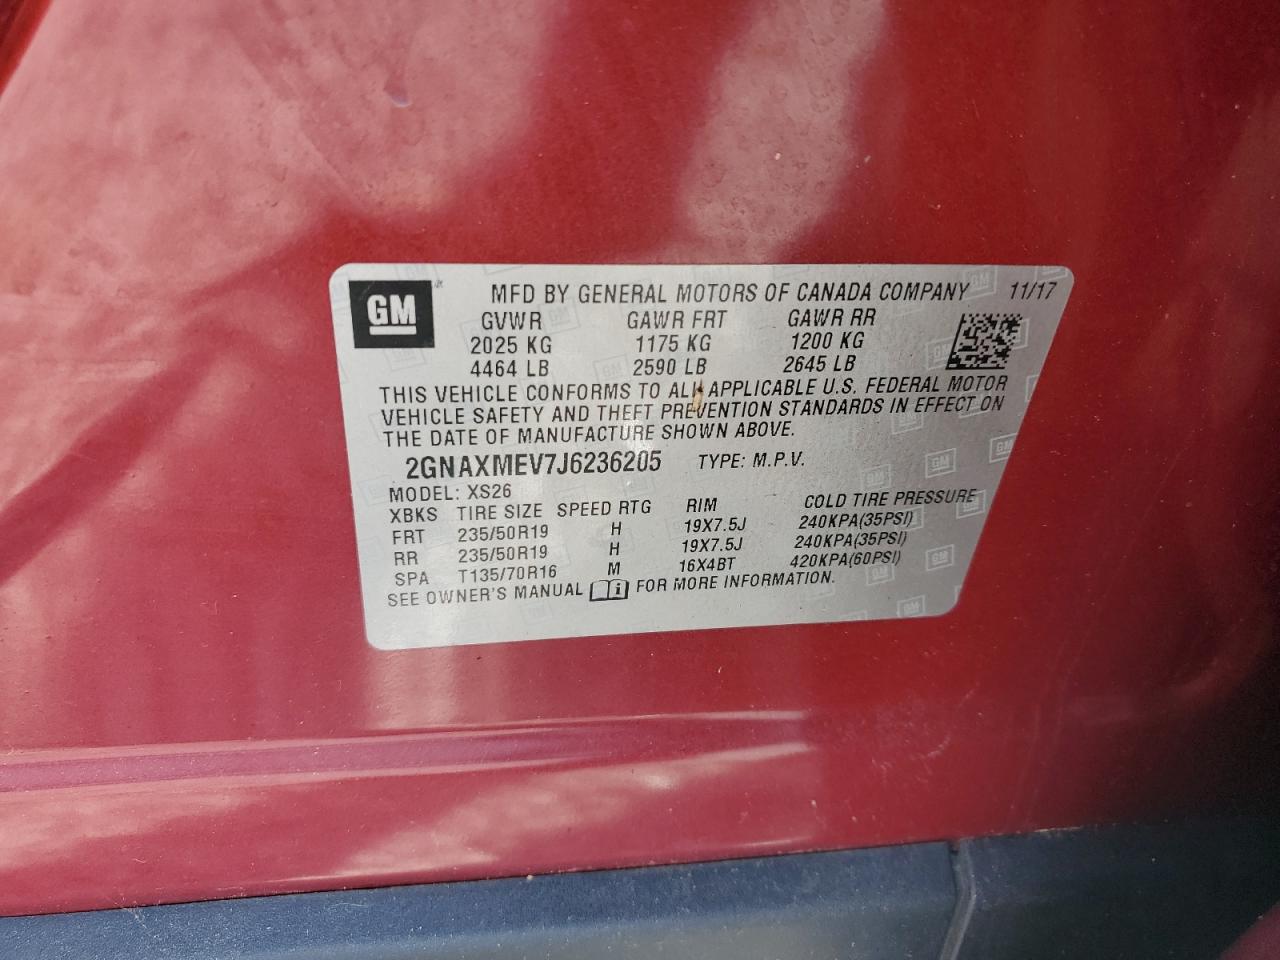 GM MFD BY GENERAL MOTORS OF CANADA COMPANY 11/17
GVWR GAWR FRT GAWR RR
2025 KG 1175 KG 1200 KG
4464 LB 2590 LB 2645 LB
THIS VEHICLE CONFORMS TO ALL APPLICABLE U.S. FEDERAL MOTOR
VEHICLE SAFETY AND THEFT PREVENTION STANDARDS IN EFFECT ON
THE DATE OF MANUFACTURE SHOWN ABOVE.
2GNAXMEV7J6236205 TYPE: M.P.V.
MODEL: XS26
XBKS TIRE SIZE SPEED RTG RIM COLD TIRE PRESSURE
FRT 235/50R19 H 19X7.5J 240KPA(35PSI)
RR 235/50R19 H 19X7.5J 240KPA(35PSI)
SPA T135/70R16 M 16X4BT 420KPA(60PSI)
SEE OWNER'S MANUAL i FOR MORE INFORMATION.